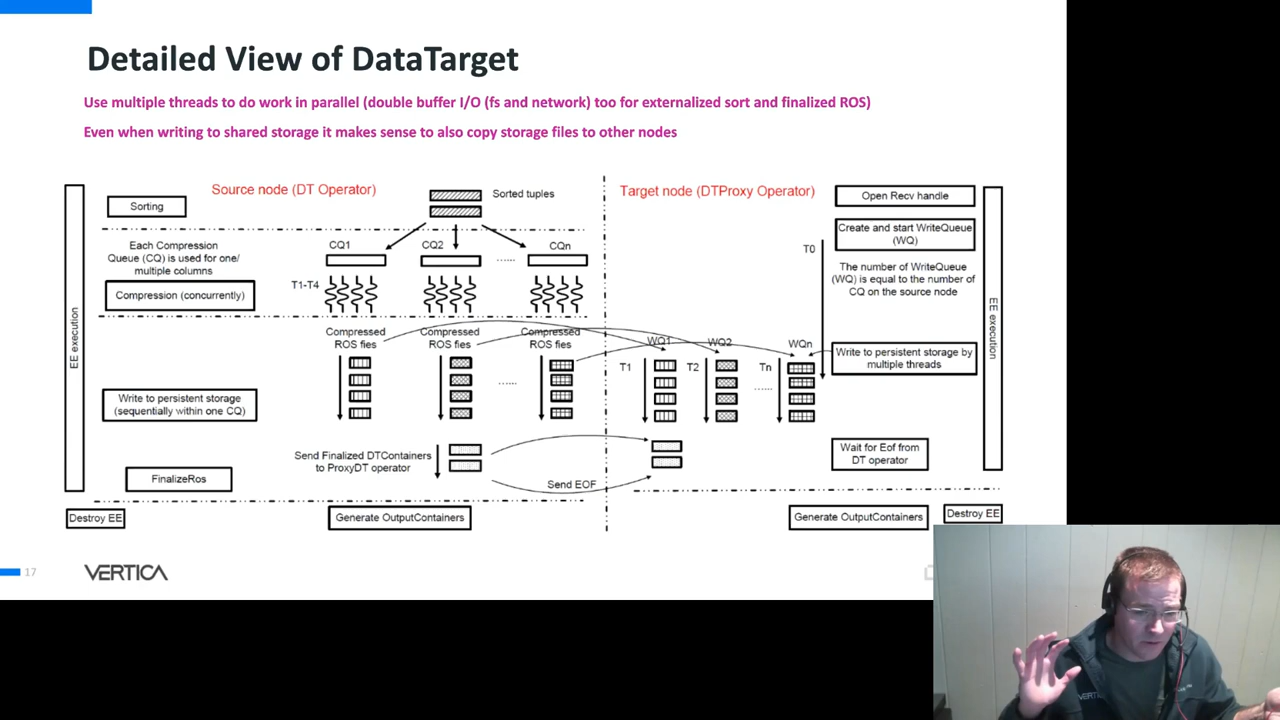 Detailed View of DataTarget
Use multiple threads to do work in parallel (double buffer I/O (fs and network) too for externalized sort and finalized ROS)
Even when writing to shared storage it makes sense to also copy storage files to other nodes
EE execution
Source node (DT Operator)
Sorting
Sorted tuples
Each Compression
Queue (CQ) is used for one/
multiple columns
CQ1
CQ2
CQn
......
Compression (concurrently)
T1-T4
Compressed
ROS fies
Compressed
ROS fies
Compressed
ROS fies
......
Write to persistent storage
(sequentially within one CQ)
Send Finalized DTContainers
to ProxyDT operator
FinalizeRos
Send EOF
Destroy EE
Generate OutputContainers
Target node (DTProxy Operator)
Open Recv handle
Create and start WriteQueue
(WQ)
T0
The number of WriteQueue
(WQ) is equal to the number of
CQ on the source node
EE execution
WQ1
WQ2
WQn
Write to persistent storage by
multiple threads
T1
T2
Tn
......
Wait for Eof from
DT operator
Generate OutputContainers
Destroy EE
17
VERTICA
VERTICA